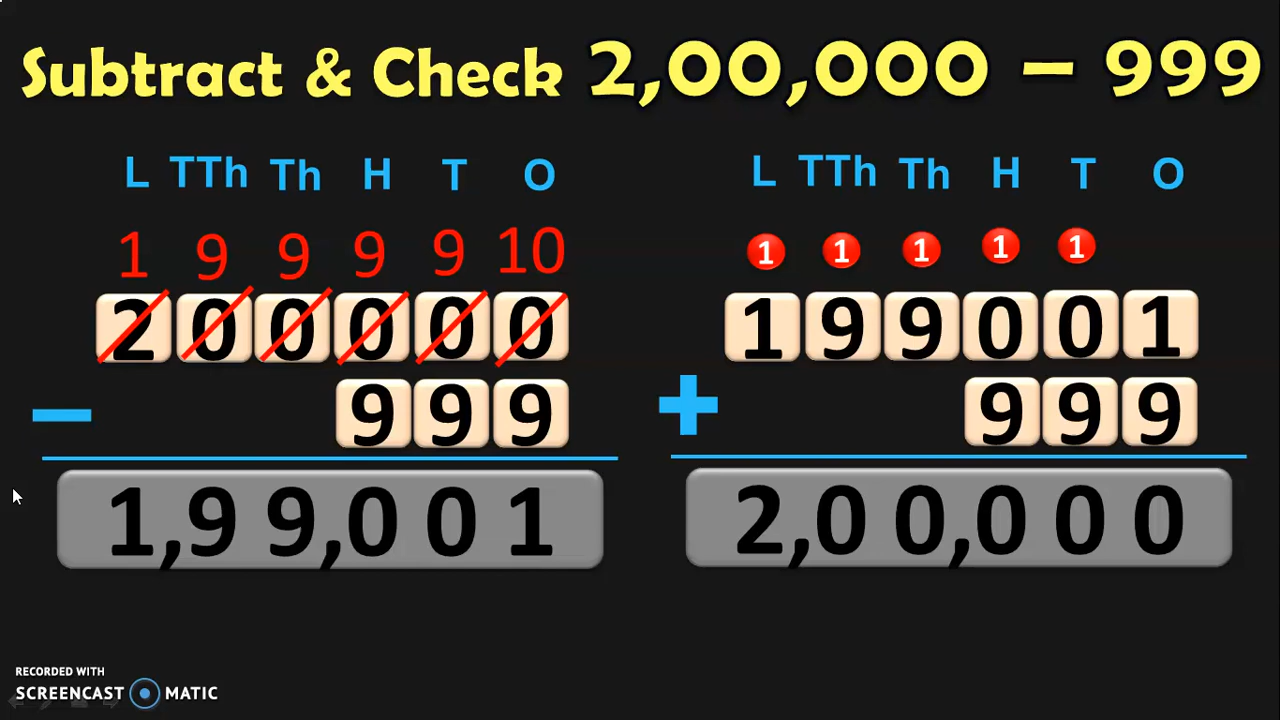 Subtract & Check 2,00,000 – 999
L TTh Th H T O
1 9 9 9 9 10
2 0 0 0 0 0
– 9 9 9
1,9 9,0 0 1
L TTh Th H T O
1 1 1 1 1
1 9 9 0 0 1
+ 9 9 9
2,0 0,0 0 0
RECORDED WITH
SCREENCAST MATIC